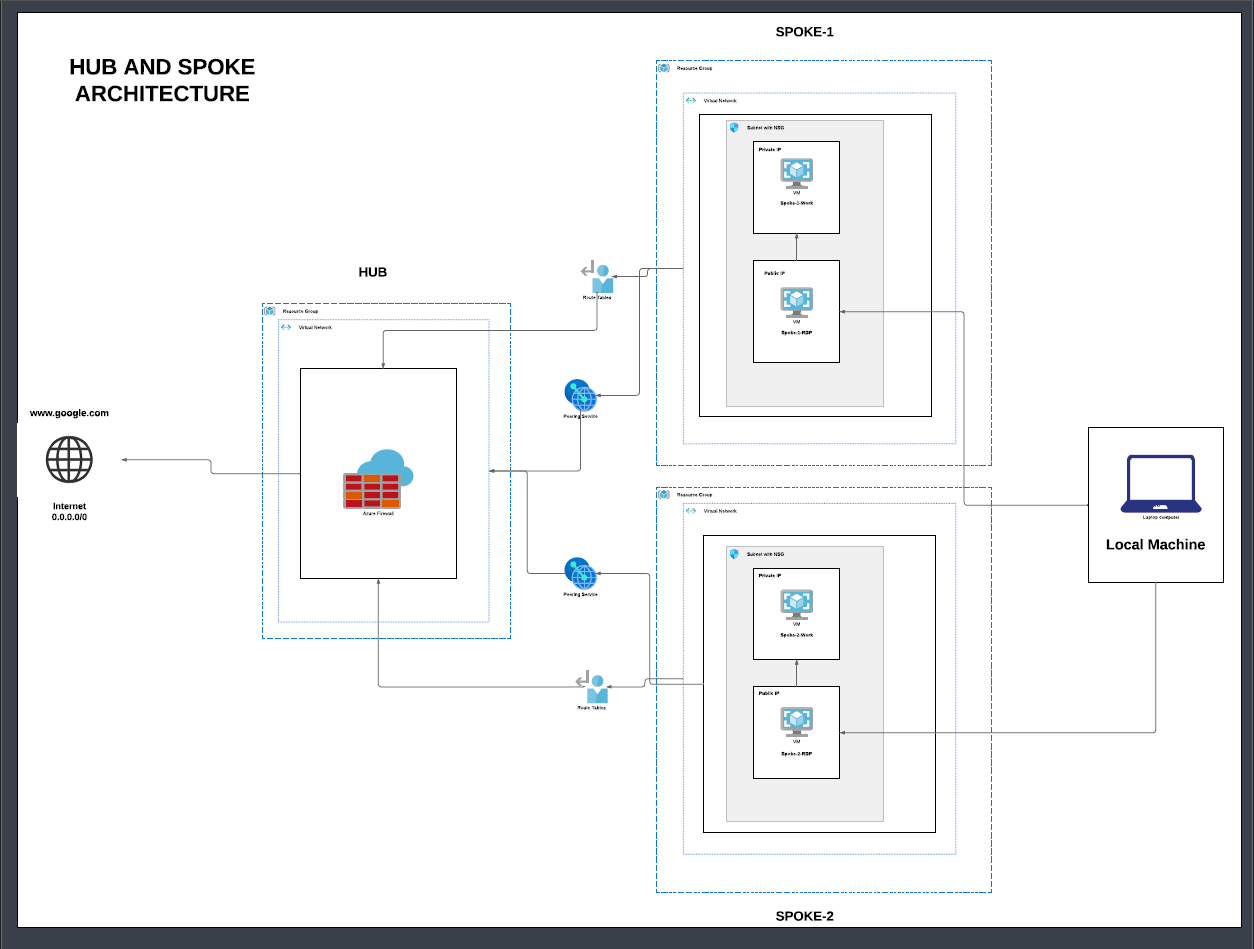 HUB AND SPOKE
ARCHITECTURE
SPOKE-1
Resource Group
Virtual Network
Subnet with NSG
Private IP
VM
Spoke-1-Work
Public IP
VM
Spoke-1-RDP
Route Tables
HUB
Resource Group
Virtual Network
Azure Firewall
Peering Service
www.google.com
Internet
0.0.0.0/0
Laptop computer
Local Machine
Resource Group
Virtual Network
Subnet with NSG
Private IP
VM
Spoke-2-Work
Public IP
VM
Spoke-2-RDP
Peering Service
Route Tables
SPOKE-2